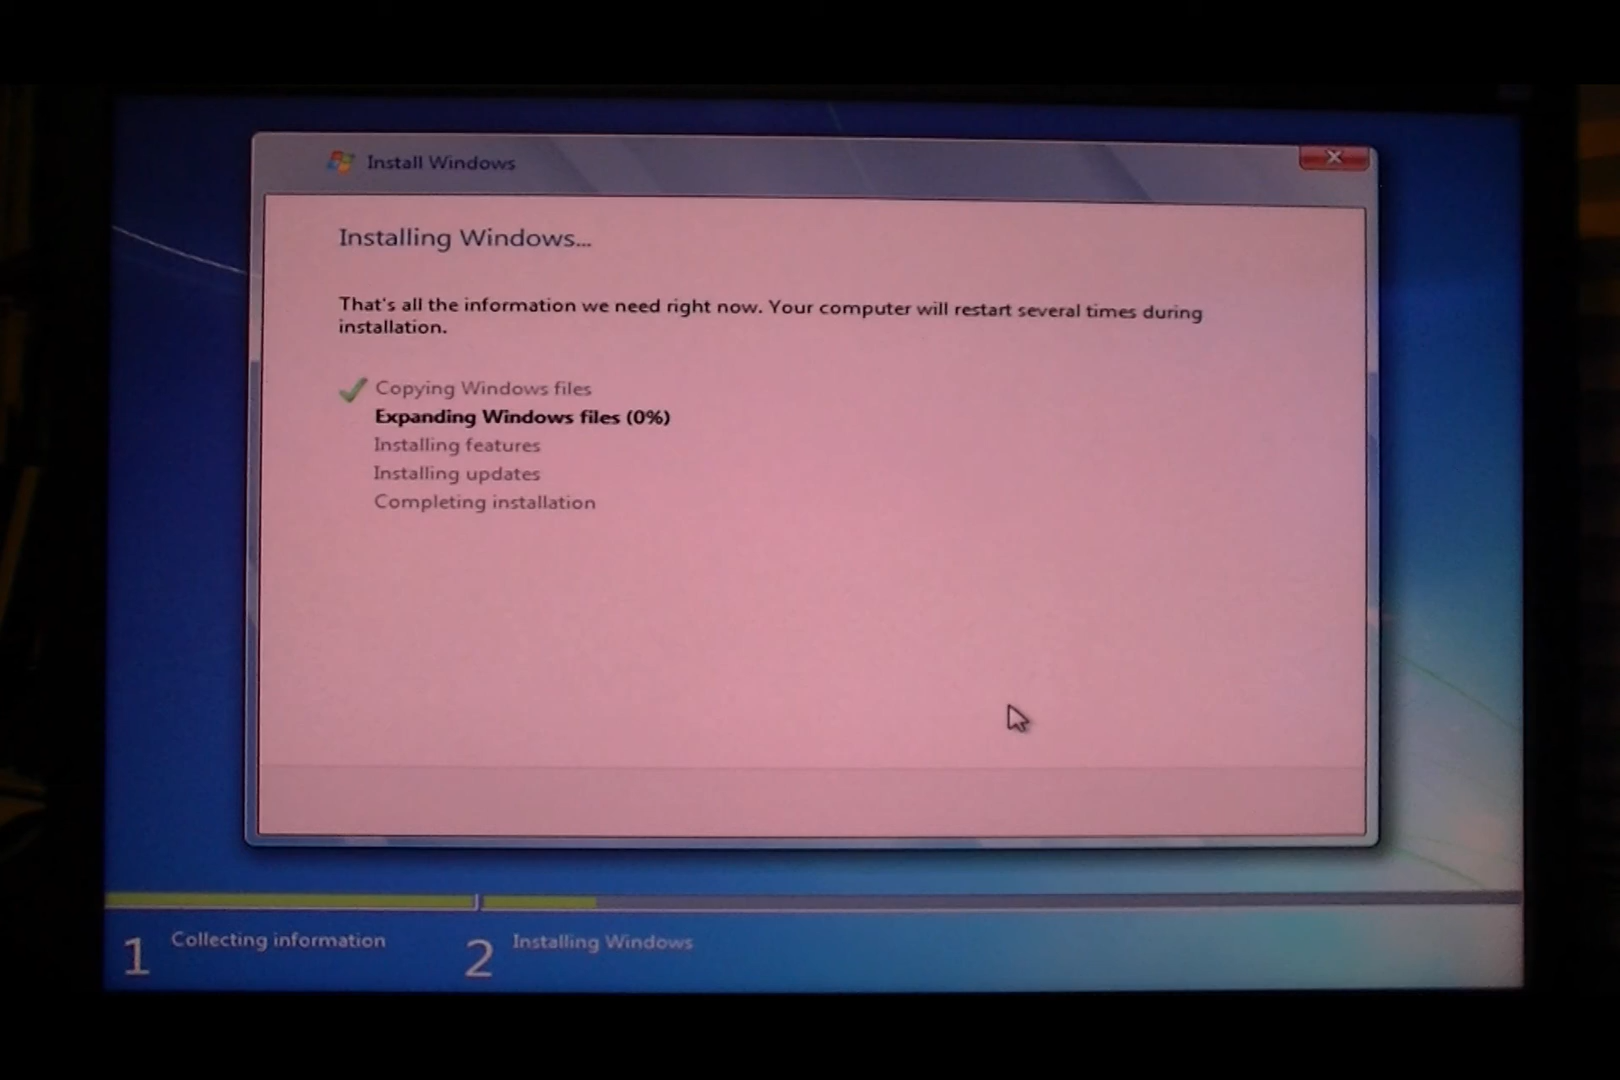 Install Windows
Installing Windows...
That's all the information we need right now. Your computer will restart several times during
installation.
Copying Windows files
Expanding Windows files (0%)
Installing features
Installing updates
Completing installation
1 Collecting information
2 Installing Windows